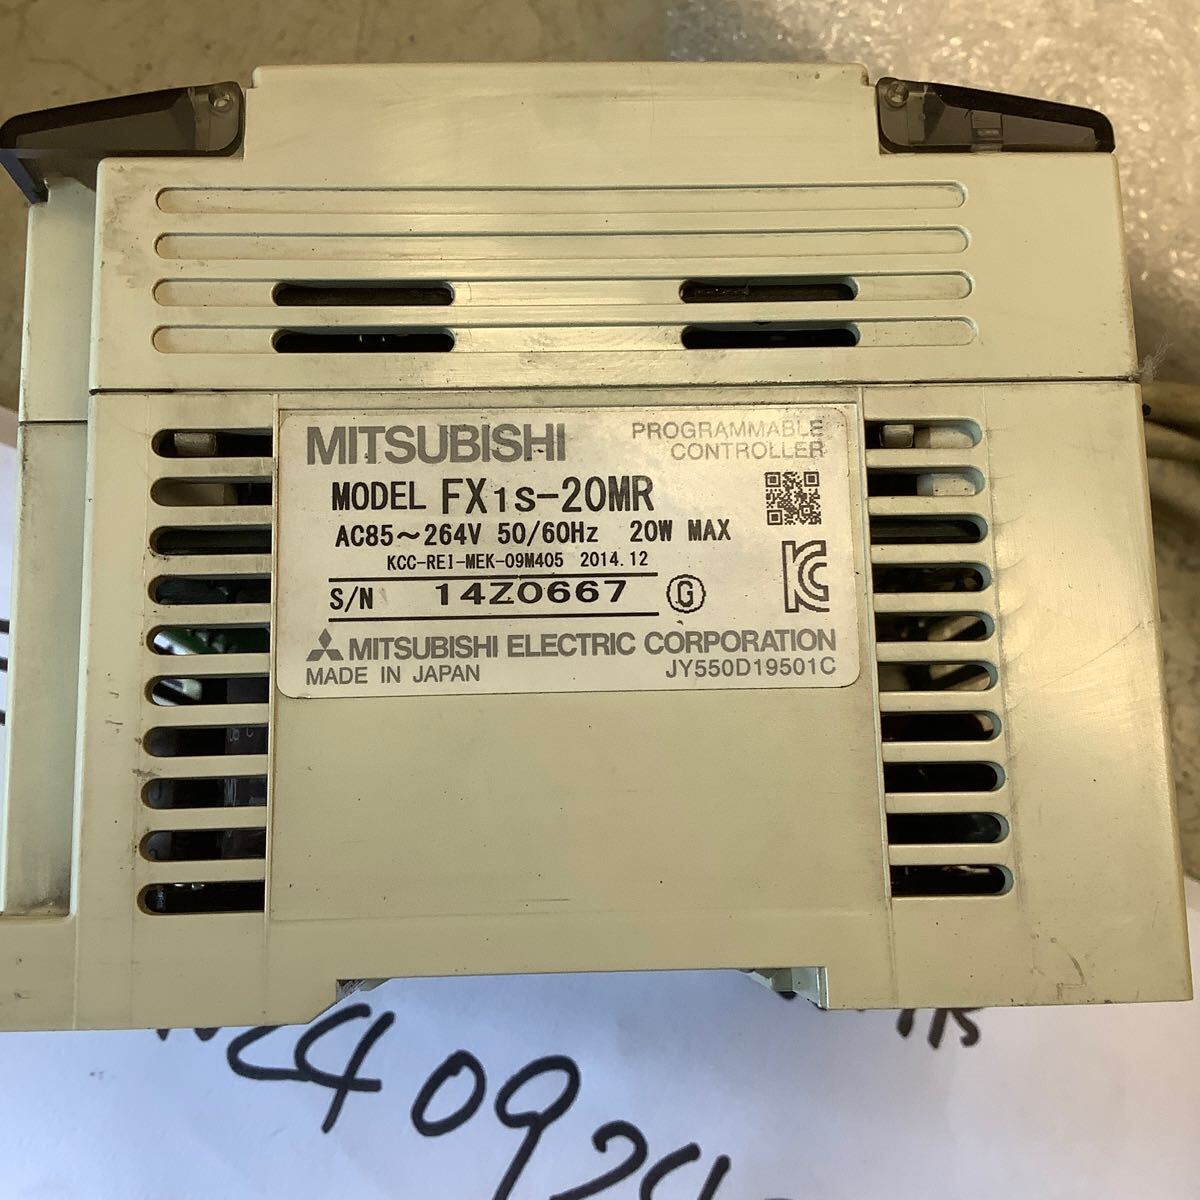 MITSUBISHI
PROGRAMMABLE
CONTROLLER
MODEL FX1S-20MR
AC85~264V 50/60Hz 20W MAX
KCC-REI-MEK-09M405 2014.12
S/N 14Z0667 G
MITSUBISHI ELECTRIC CORPORATION
MADE IN JAPAN JY550D19501C